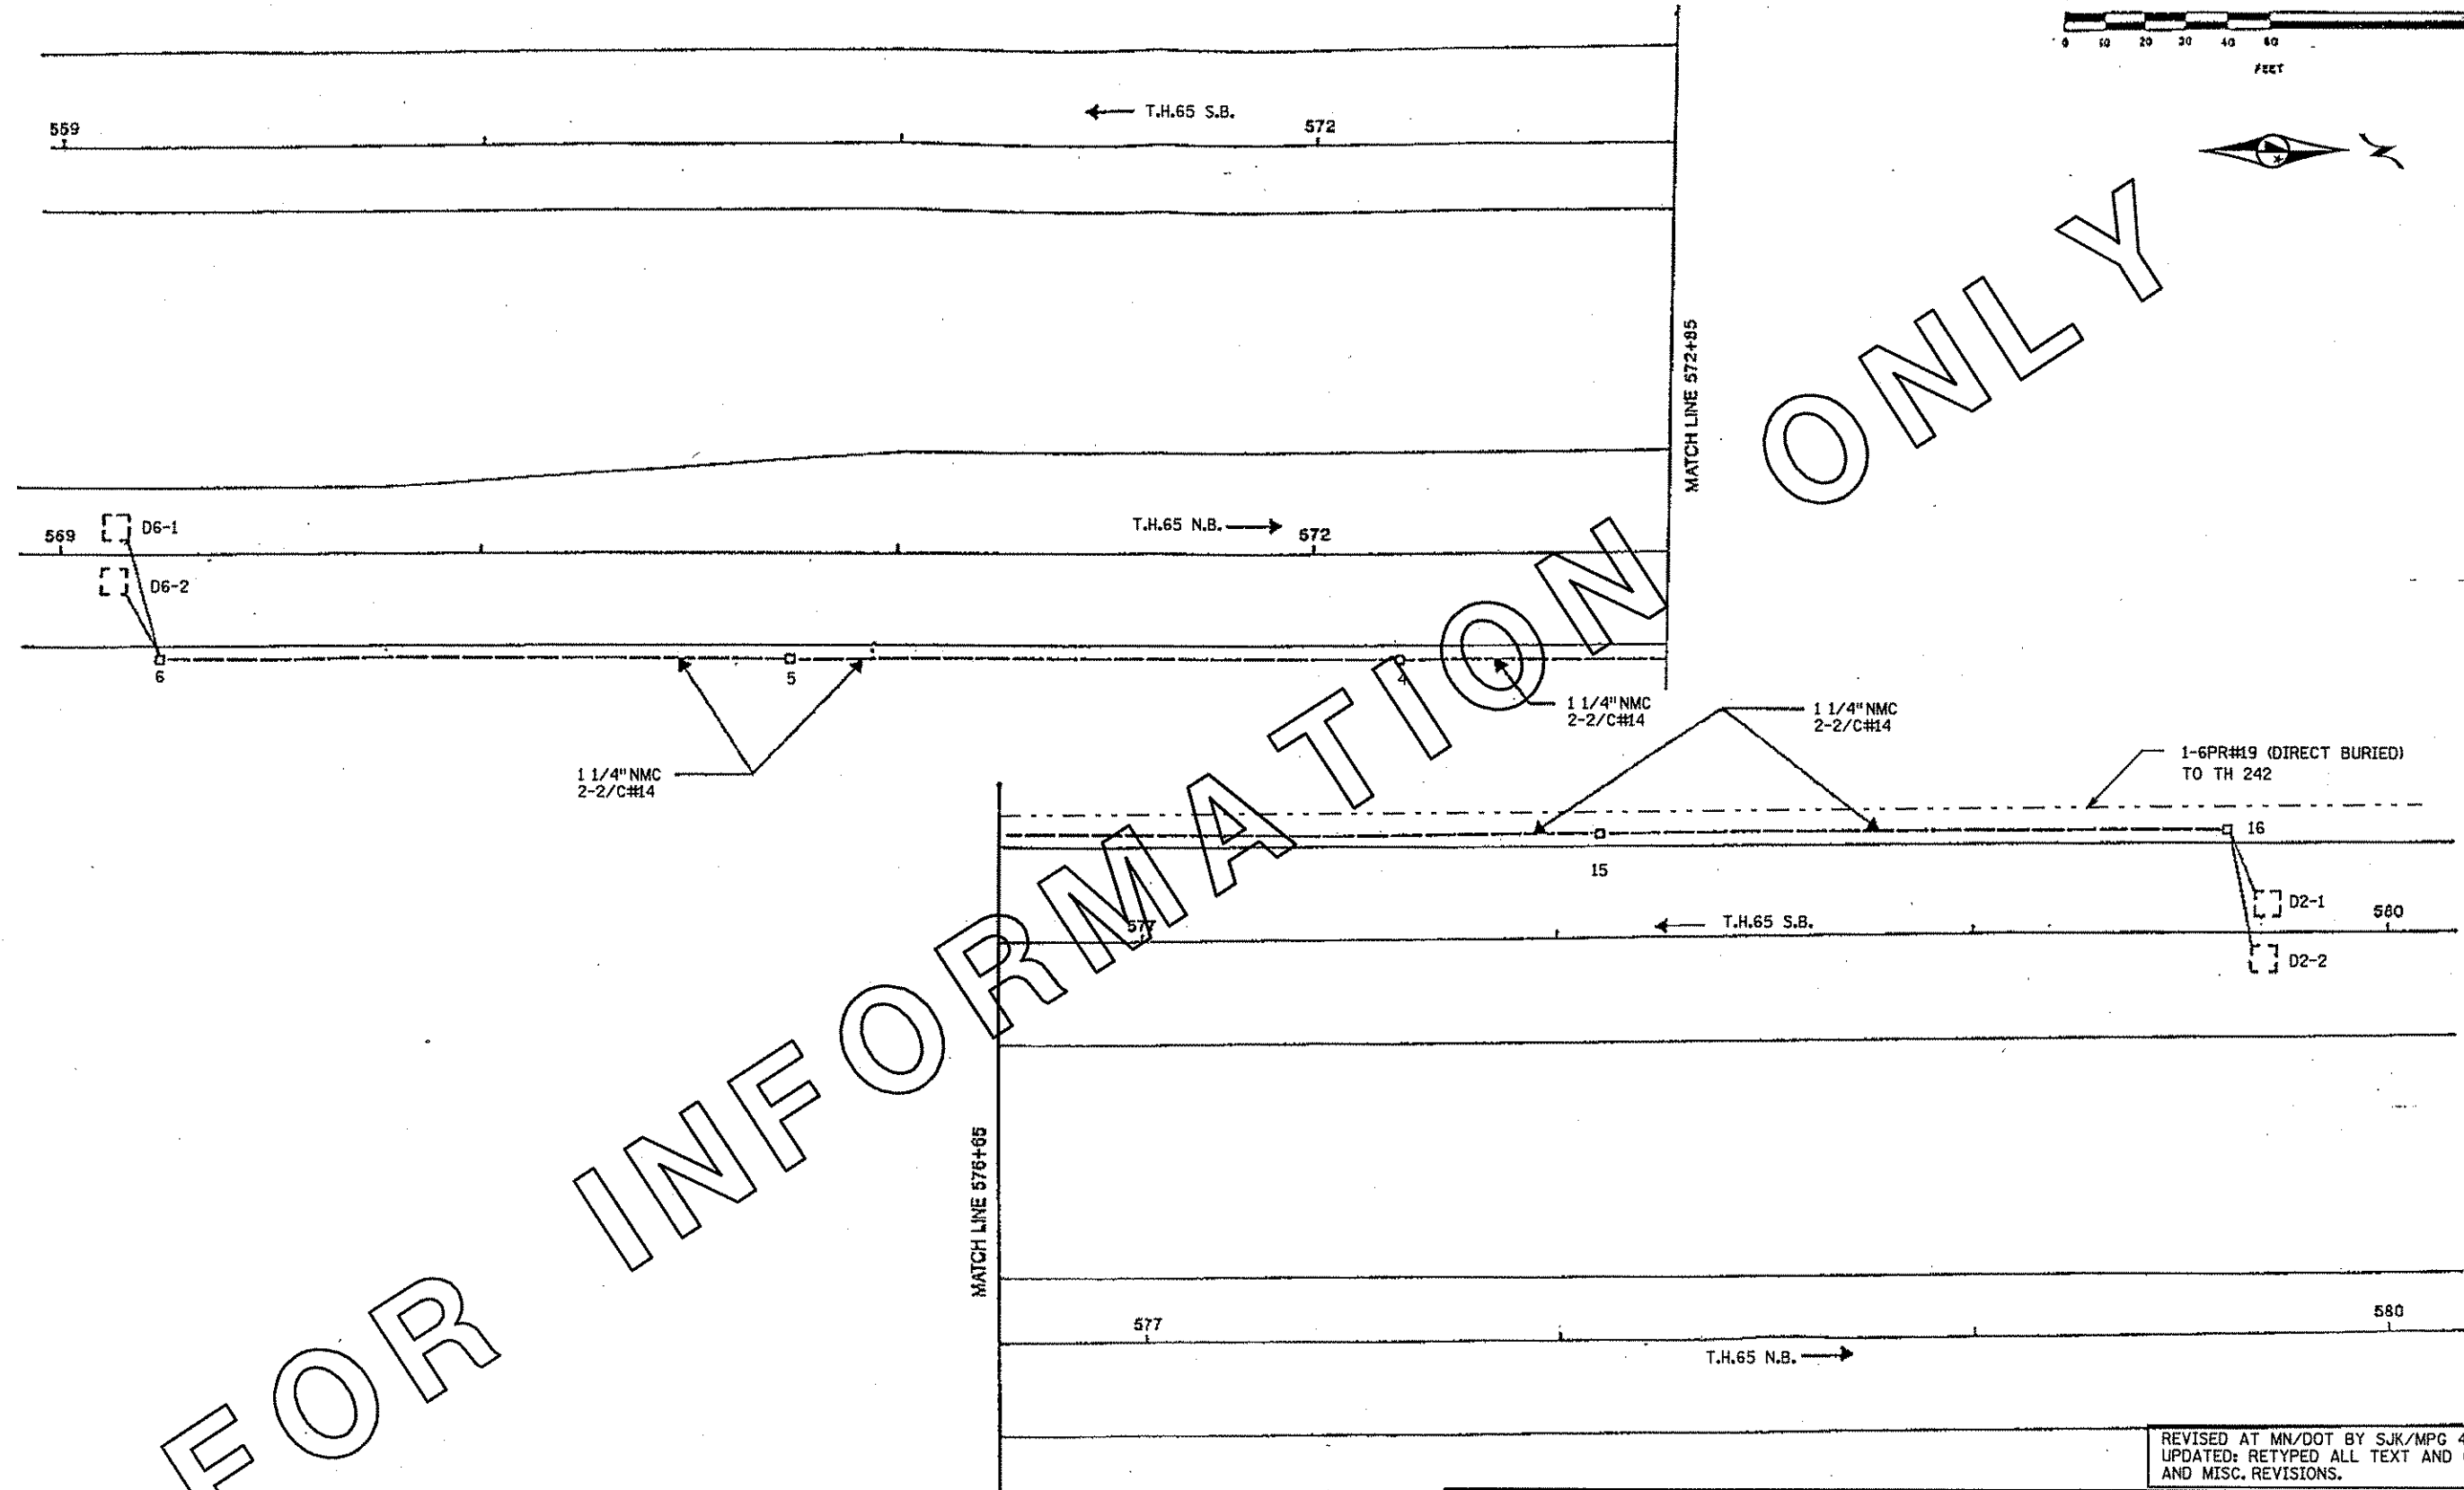 0 10 20 30 40 60
FEET
T.H.65 S.B.
559
572
MATCH LINE 572+85
D6-1
569
T.H.65 N.B.
572
D6-2
6
5
4
1 1/4" NMC
2-2/C#14
1 1/4" NMC
2-2/C#14
1 1/4" NMC
2-2/C#14
1-6PR#19 (DIRECT BURIED)
TO TH 242
16
15
D2-1
577
T.H.65 S.B.
580
D2-2
MATCH LINE 576+65
577
580
T.H.65 N.B.
FOR INFORMATION ONLY
REVISED AT MN/DOT BY SJK/MPG 4
UPDATED: RETYPED ALL TEXT AND
AND MISC. REVISIONS.